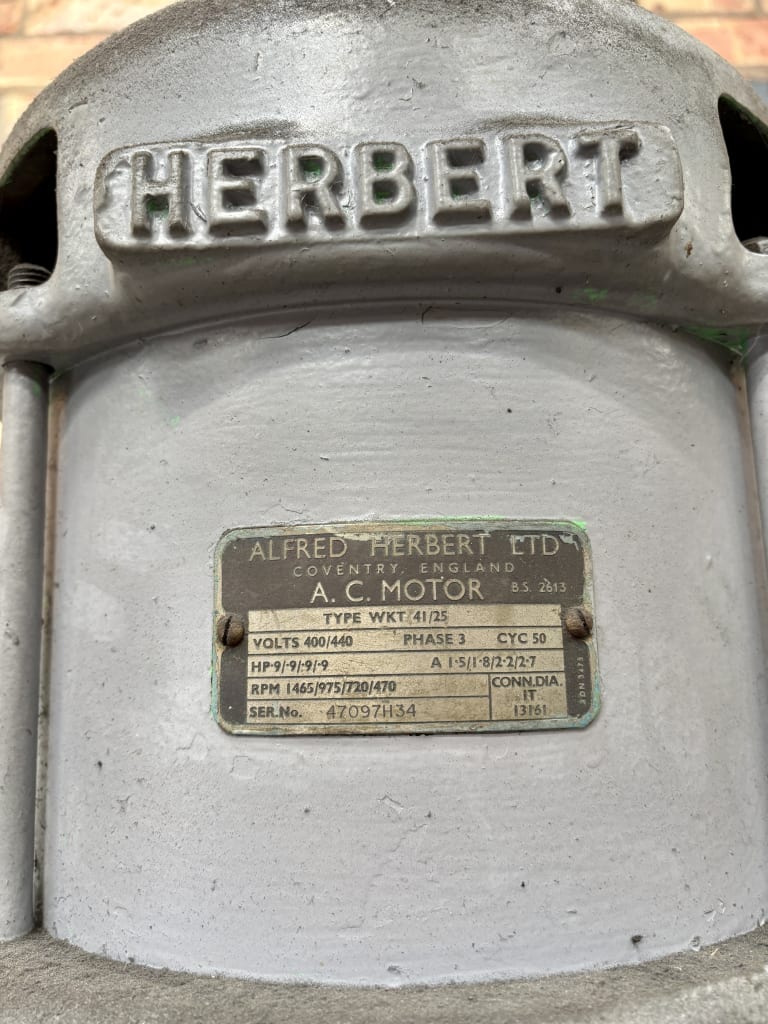 HERBERT
ALFRED HERBERT LTD
COVENTRY. ENGLAND
A. C. MOTOR B.S. 2613
TYPE WKT 41/25
VOLTS 400/440 PHASE 3 CYC 50
HP·9/·9/·9/·9 A 1·5/1·8/2·2/2·7
RPM 1465/975/720/470 CONN.DIA.
IT
SER.No. 47097H34 13161